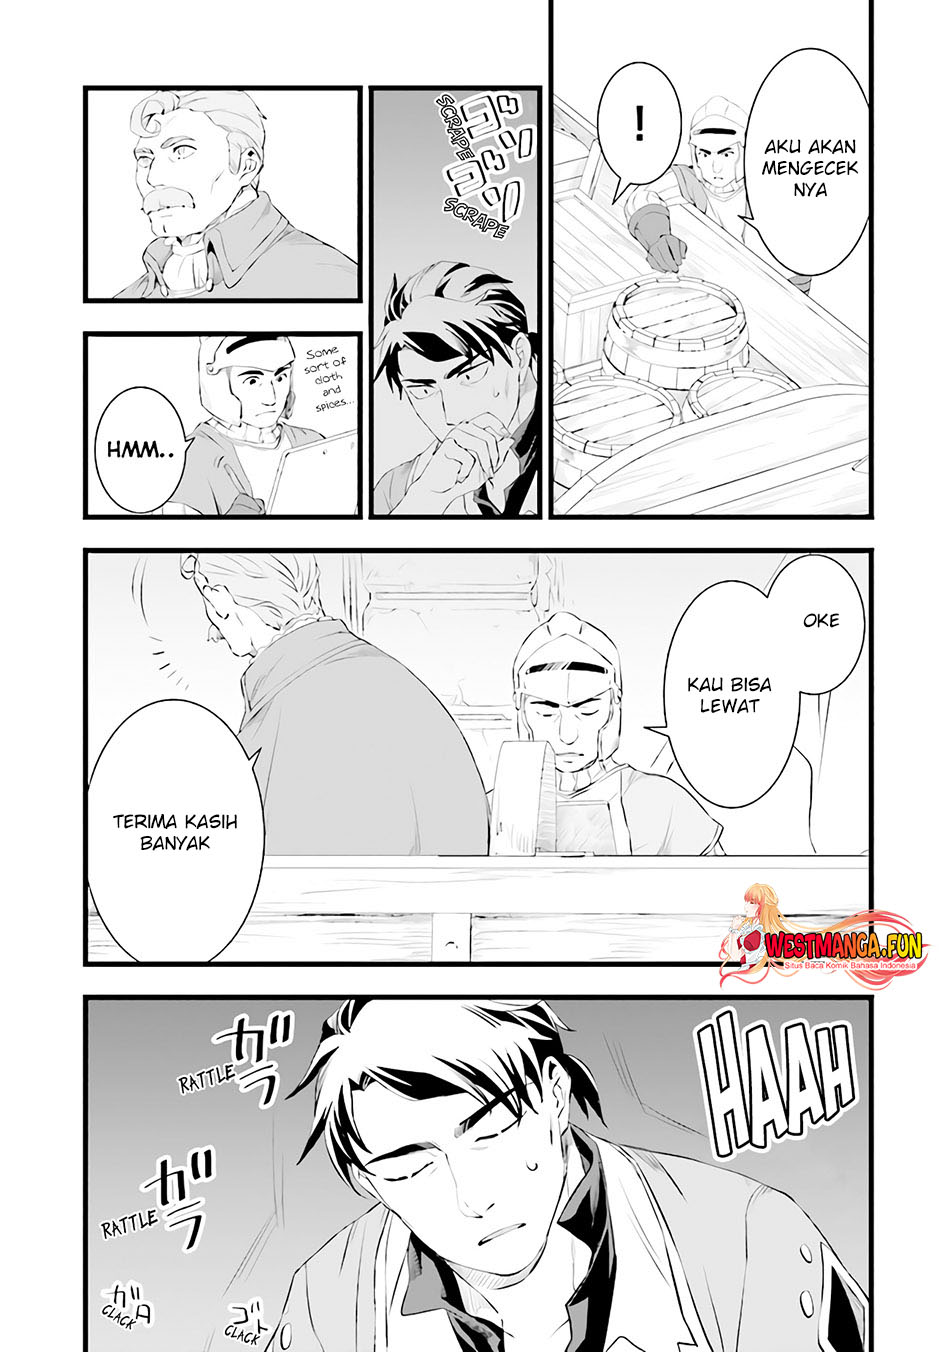 AKU AKAN
MENGECEK
NYA
!
ゴソ
SCRAPE
ゴソ
SCRAPE
Some
sort of
cloth
and
spices...
HMM..
OKE
KAU BISA
LEWAT
TERIMA KASIH
BANYAK
WESTMANGA.FUN
Situs Baca Komik Bahasa Indonesia
HAAH
ガラ
RATTLE
ガラ
RATTLE
ガタ
CLACK
ゴト
CLACK